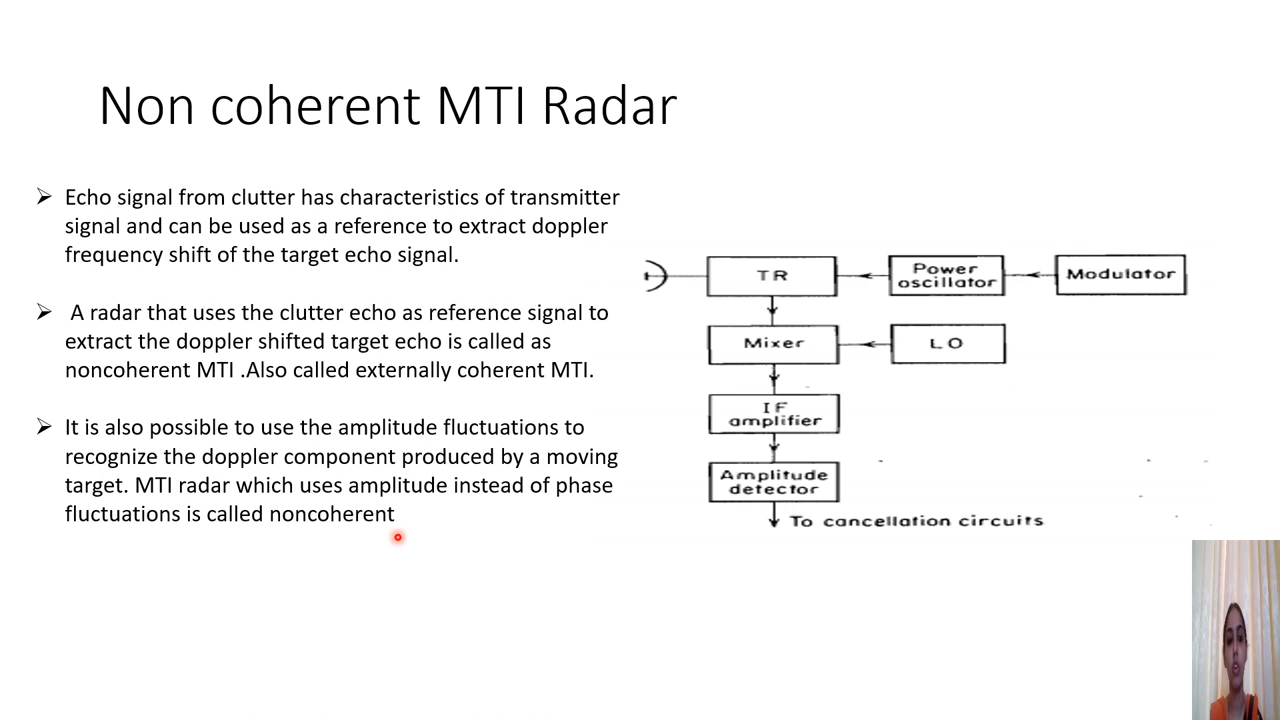 Non coherent MTI Radar
➢ Echo signal from clutter has characteristics of transmitter
signal and can be used as a reference to extract doppler
frequency shift of the target echo signal.
➢ A radar that uses the clutter echo as reference signal to
extract the doppler shifted target echo is called as
noncoherent MTI .Also called externally coherent MTI.
➢ It is also possible to use the amplitude fluctuations to
recognize the doppler component produced by a moving
target. MTI radar which uses amplitude instead of phase
fluctuations is called noncoherent
TR
Power
oscillator
Modulator
Mixer
LO
IF
amplifier
Amplitude
detector
To cancellation circuits